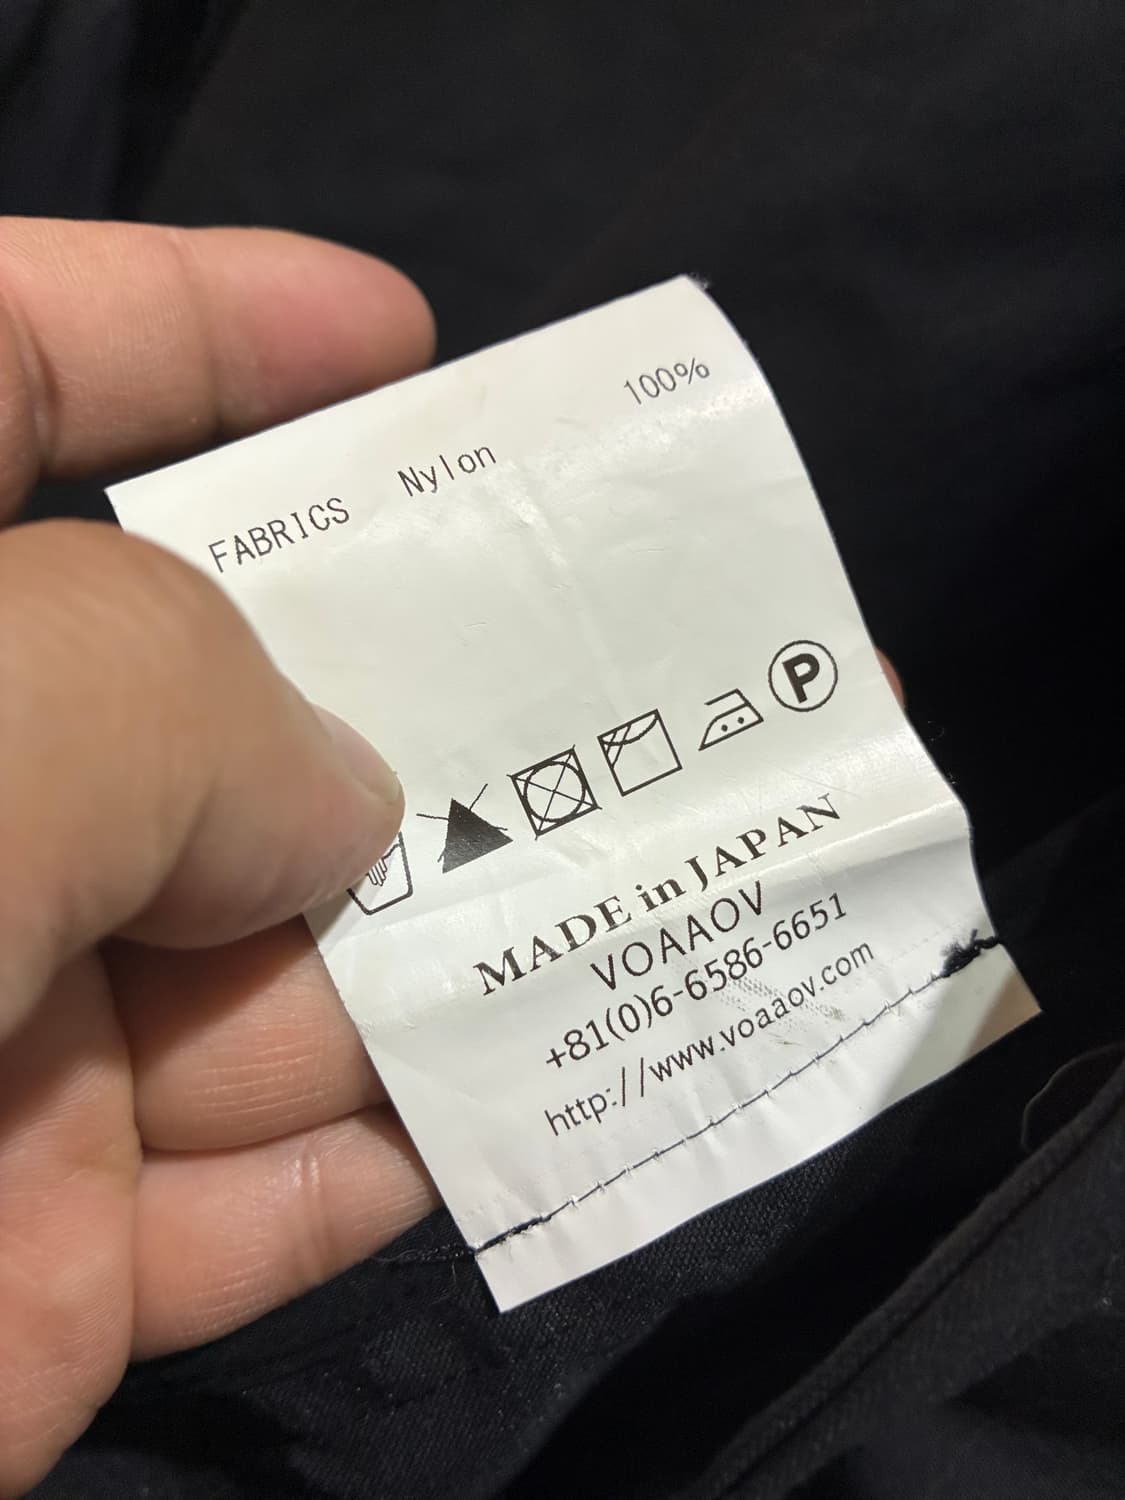 FABRICS Nylon 100%
P
MADE in JAPAN
VOAAOV
+81(0)6-6586-6651
http://www.voaaov.com